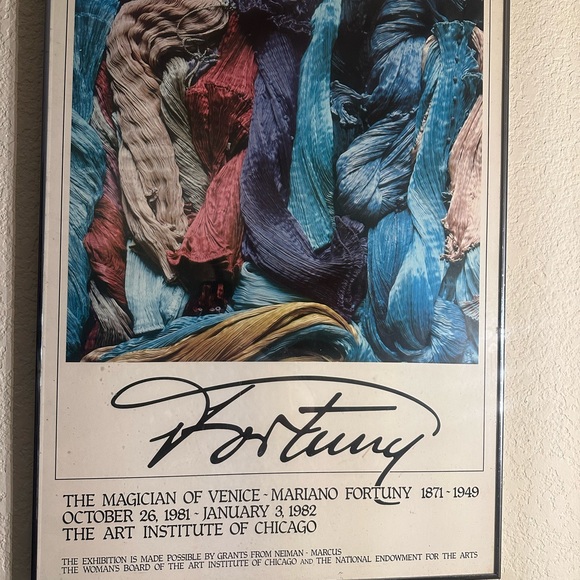 Fortuny
THE MAGICIAN OF VENICE - MARIANO FORTUNY 1871-1949
OCTOBER 26, 1981 - JANUARY 3, 1982
THE ART INSTITUTE OF CHICAGO
THE EXHIBITION IS MADE POSSIBLE BY GRANTS FROM NEIMAN - MARCUS
THE WOMAN'S BOARD OF THE ART INSTITUTE OF CHICAGO AND THE NATIONAL ENDOWMENT FOR THE ARTS